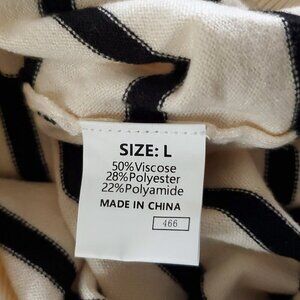 SIZE: L
50%Viscose
28%Polyester
22%Polyamide
MADE IN CHINA
466